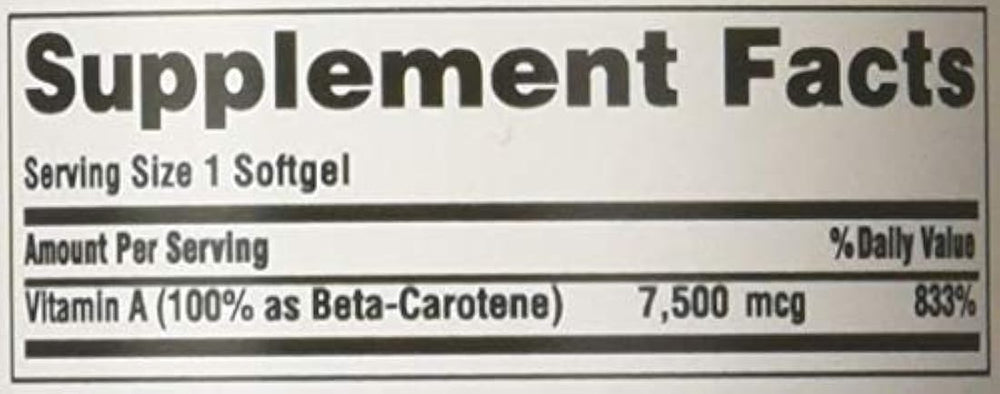 Supplement Facts
Serving Size 1 Softgel
Amount Per Serving % Daily Value
Vitamin A (100% as Beta-Carotene) 7,500 mcg 833%